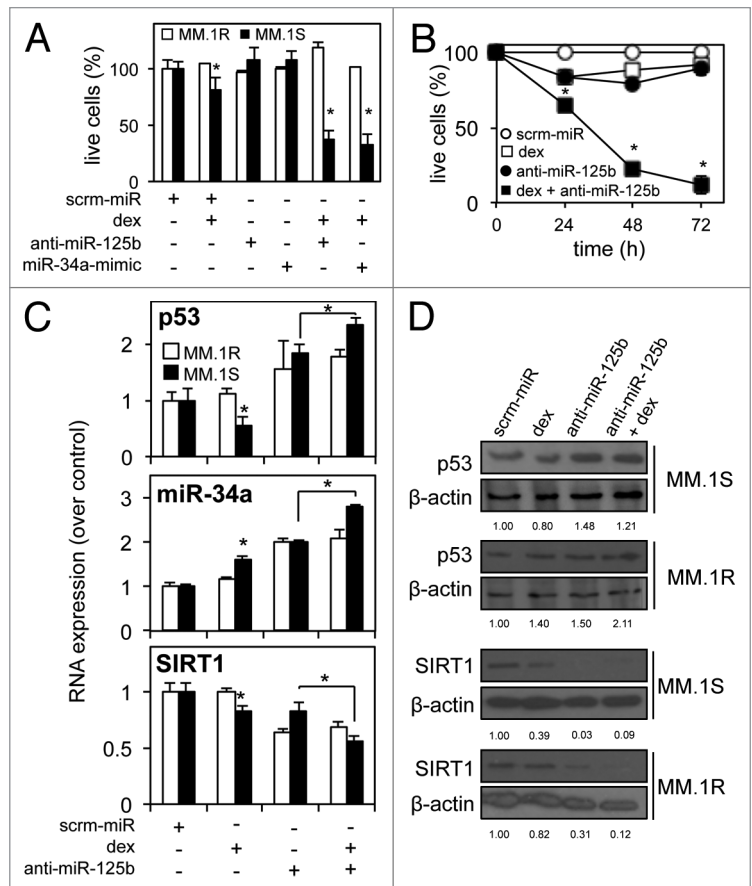 A
MM.1R MM.1S
live cells (%)
100
50
0
* * *
scrm-miR + + - - - -
dex - + - - + +
anti-miR-125b - - + - + -
miR-34a-mimic - - - + - +
B
live cells (%)
100
50
0
* * *
scrm-miR
dex
anti-miR-125b
dex + anti-miR-125b
0 24 48 72
time (h)
C
RNA expression (over control)
p53
MM.1R
MM.1S
2
1
0
* *
miR-34a
3
2
1
0
* *
SIRT1
1
0.5
0
* *
scrm-miR + - - -
dex - + - +
anti-miR-125b - - + +
D
scrm-miR
dex
anti-miR-125b
anti-miR-125b
+ dex
p53
β-actin
MM.1S
1.00 0.80 1.48 1.21
p53
β-actin
MM.1R
1.00 1.40 1.50 2.11
SIRT1
β-actin
MM.1S
1.00 0.39 0.03 0.09
SIRT1
β-actin
MM.1R
1.00 0.82 0.31 0.12